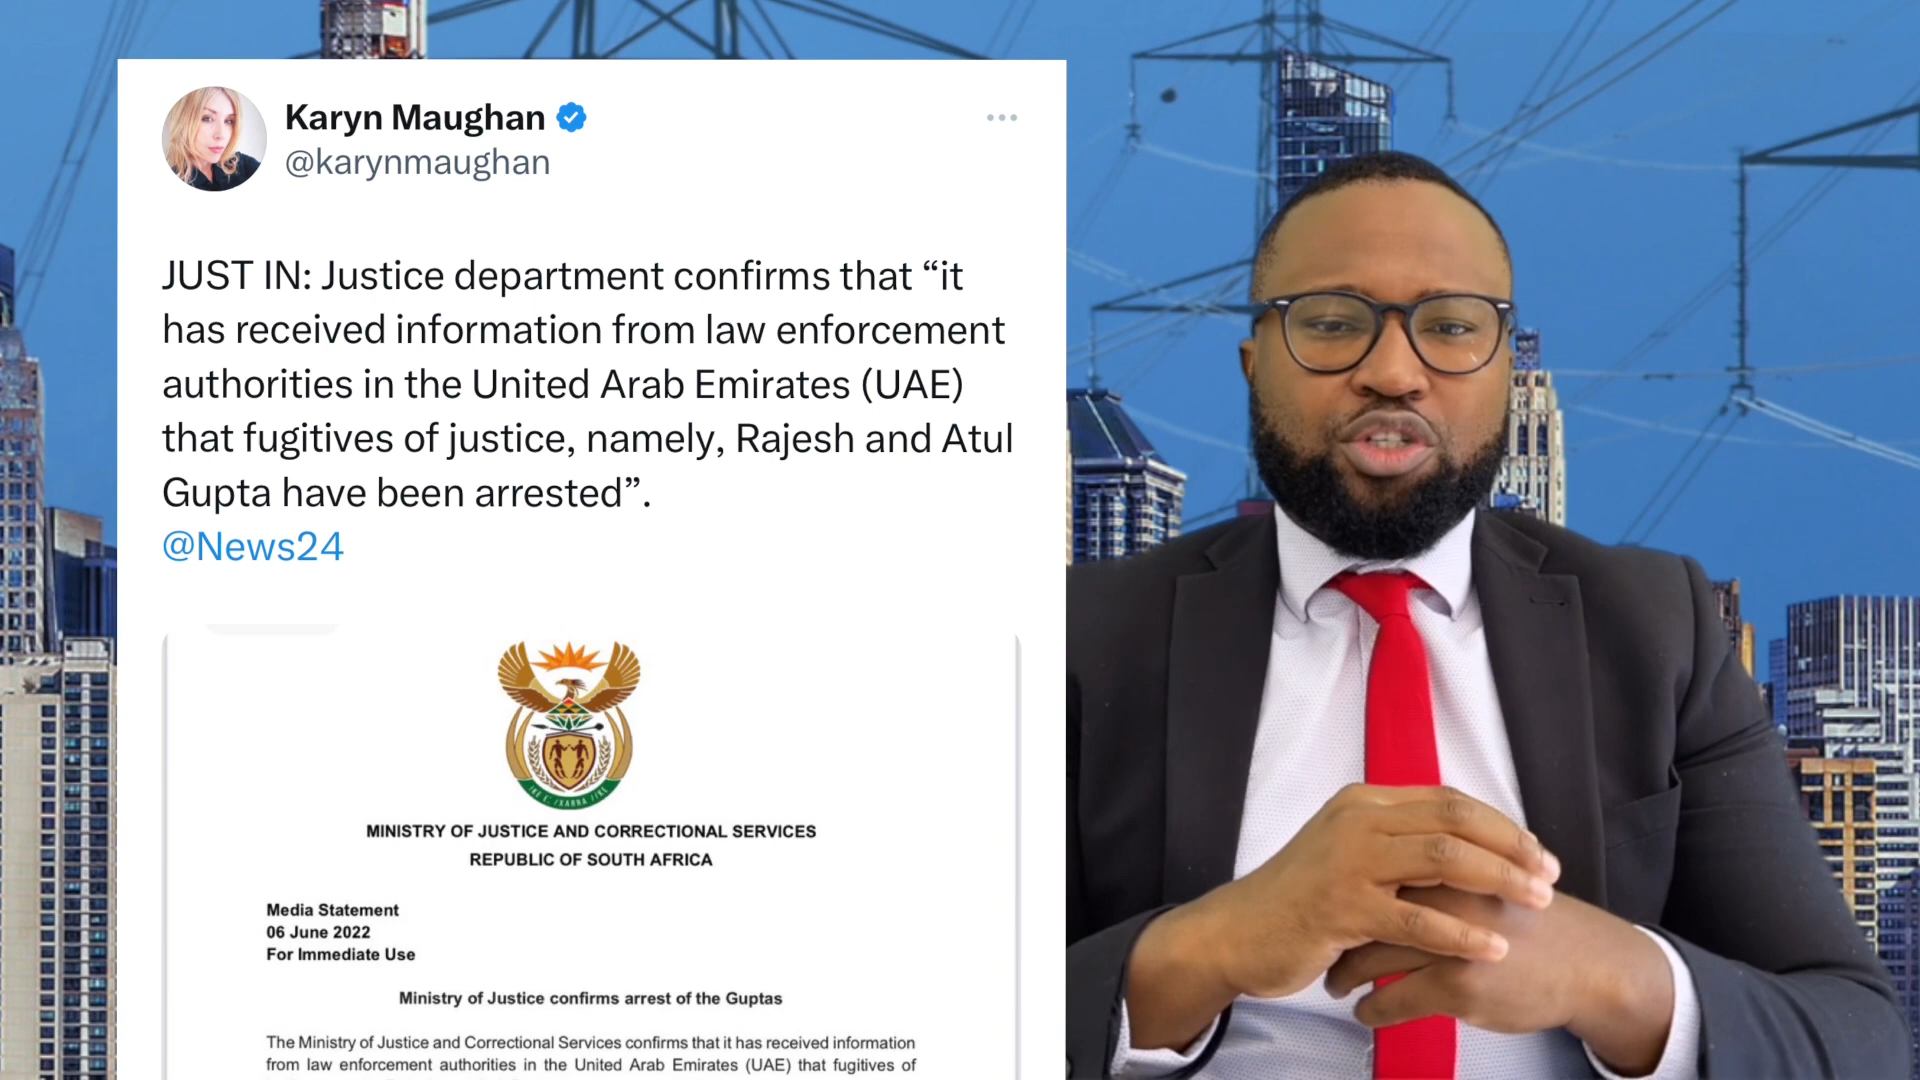 Karyn Maughan
@karynmaughan
JUST IN: Justice department confirms that “it
has received information from law enforcement
authorities in the United Arab Emirates (UAE)
that fugitives of justice, namely, Rajesh and Atul
Gupta have been arrested”.
@News24
MINISTRY OF JUSTICE AND CORRECTIONAL SERVICES
REPUBLIC OF SOUTH AFRICA
Media Statement
06 June 2022
For Immediate Use
Ministry of Justice confirms arrest of the Guptas
The Ministry of Justice and Correctional Services confirms that it has received information
from law enforcement authorities in the United Arab Emirates (UAE) that fugitives of